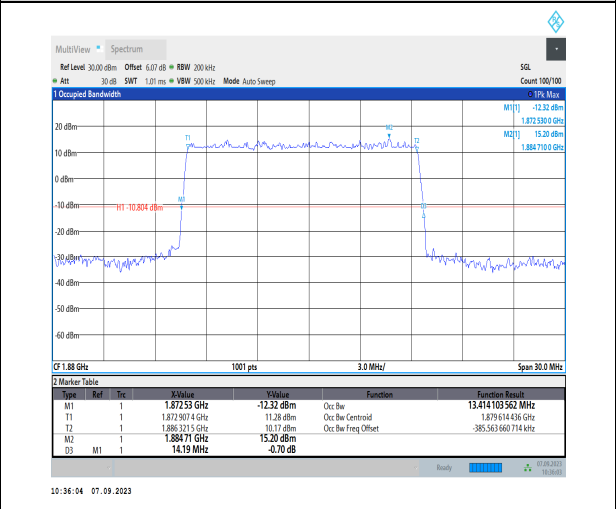 MultiView Spectrum
Ref Level 30.00 dBm Offset 6.07 dB RBW 200 kHz SGL
Att 30 dB SWT 1.01 ms VBW 500 kHz Mode Auto Sweep Count 100/100
1 Occupied Bandwidth 1Pk Max
M1[1] -12.32 dBm
1.872 530 0 GHz
M2[1] 15.20 dBm
1.884 710 0 GHz
20 dBm
M2
T1
T2
10 dBm
0 dBm
M1
-10 dBm
H1 -10.804 dBm
D3
-20 dBm
-30 dBm
-40 dBm
-50 dBm
-60 dBm
CF 1.88 GHz 1001 pts 3.0 MHz/ Span 30.0 MHz
2 Marker Table
Type Ref Trc X-Value Y-Value Function Function Result
M1 1 1.872 53 GHz -12.32 dBm Occ Bw 13.414 103 562 MHz
T1 1 1.872 907 4 GHz 11.28 dBm Occ Bw Centroid 1.879 614 436 GHz
T2 1 1.886 321 5 GHz 10.17 dBm Occ Bw Freq Offset -385.563 660 714 kHz
M2 1 1.884 71 GHz 15.20 dBm
D3 M1 1 14.19 MHz -0.70 dB
Ready 07.09.2023
10:36:03
10:36:04 07.09.2023